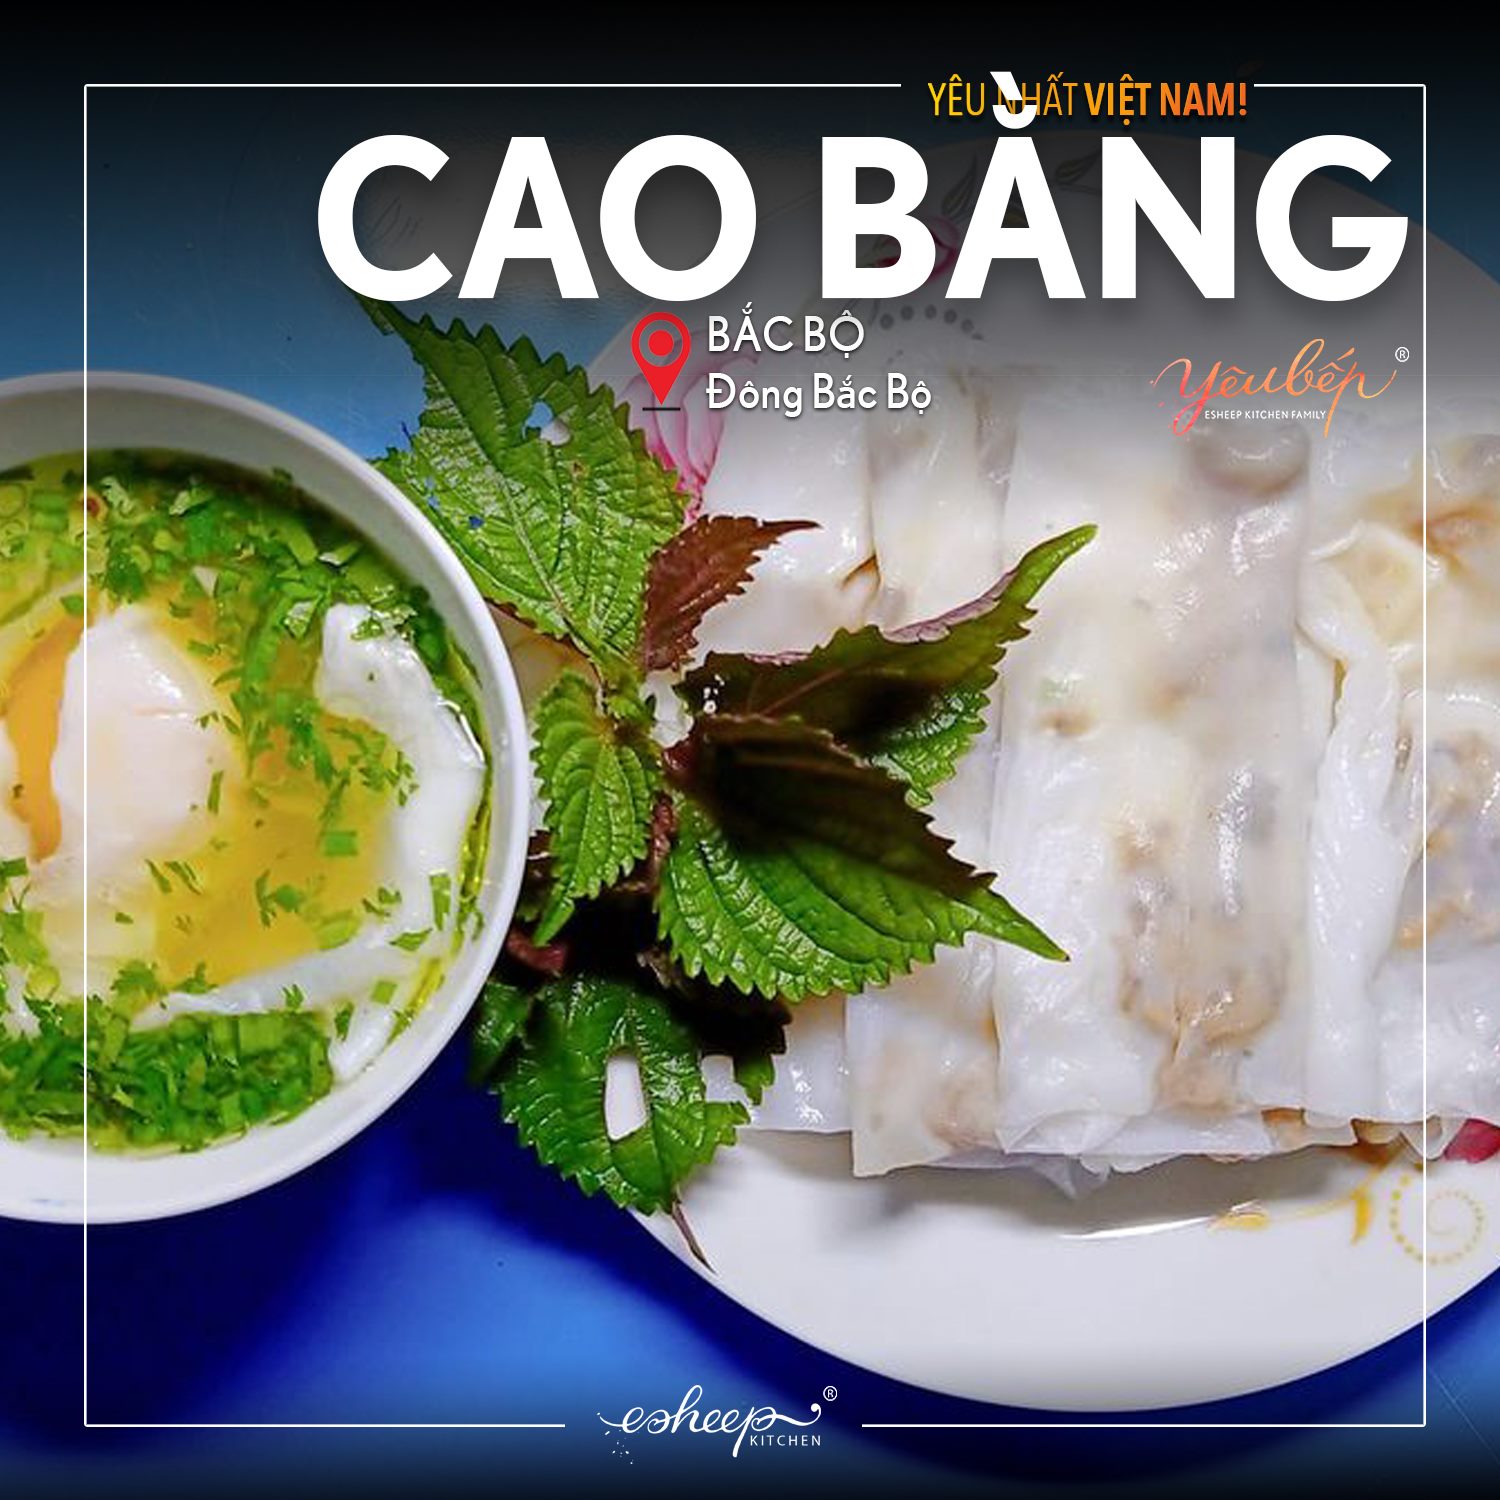 YÊU NHẤT VIỆT NAM!
CAO BẰNG
BẮC BỘ
Đông Bắc Bộ
yêubếp ®
ESHEEP KITCHEN FAMILY
esheep ®
KITCHEN